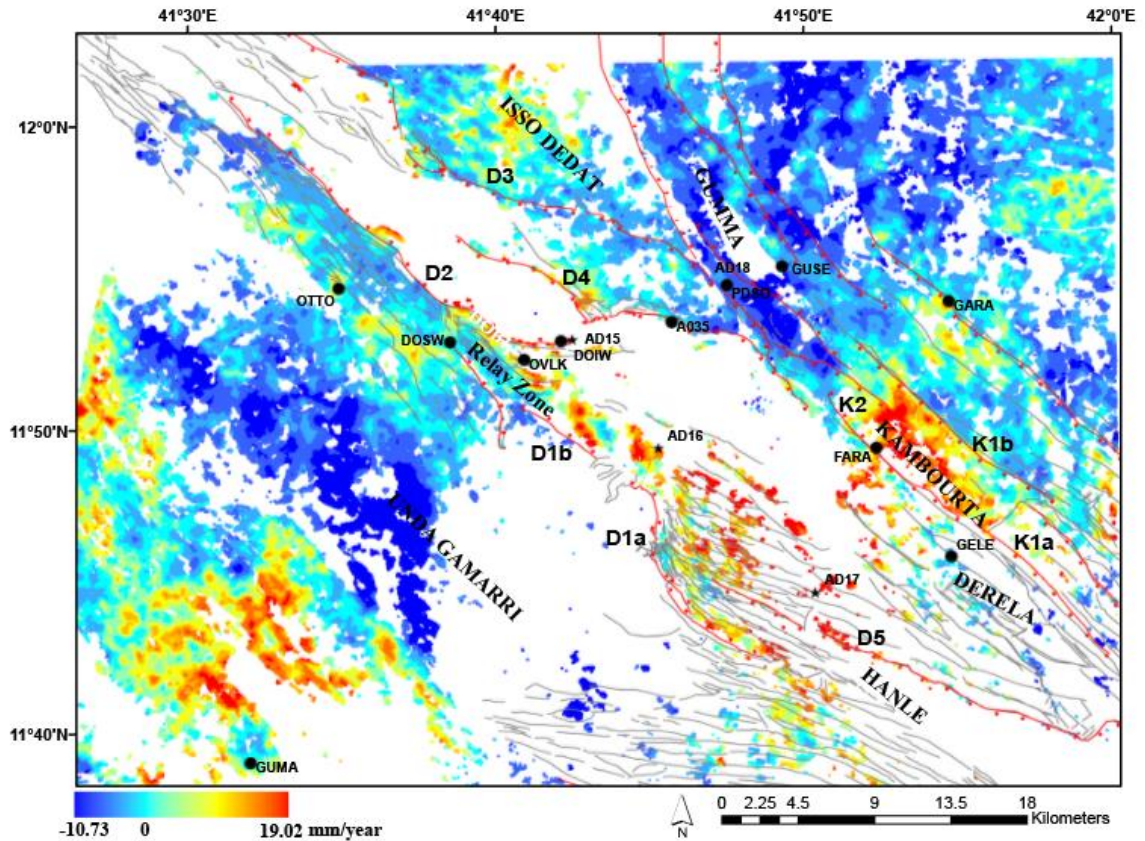 41°30'E
41°40'E
41°50'E
42°0'E
12°0'N
11°50'N
11°40'N
ISSO DEDAT
D3
GUMMA
AD18
GUSE
D2
D4
GARA
OTTO
A035
DOSW
AD15
DOIW
OVLK
Relay Zone
K2
AD16
K1b
KAMBOURTA
D1b
FARA
UNDA GAMARRI
D1a
K1a
GELE
AD17
DERELA
D5
HANLE
GUMA
-10.73 0 19.02 mm/year
N
0 2.25 4.5 9 13.5 18
Kilometers